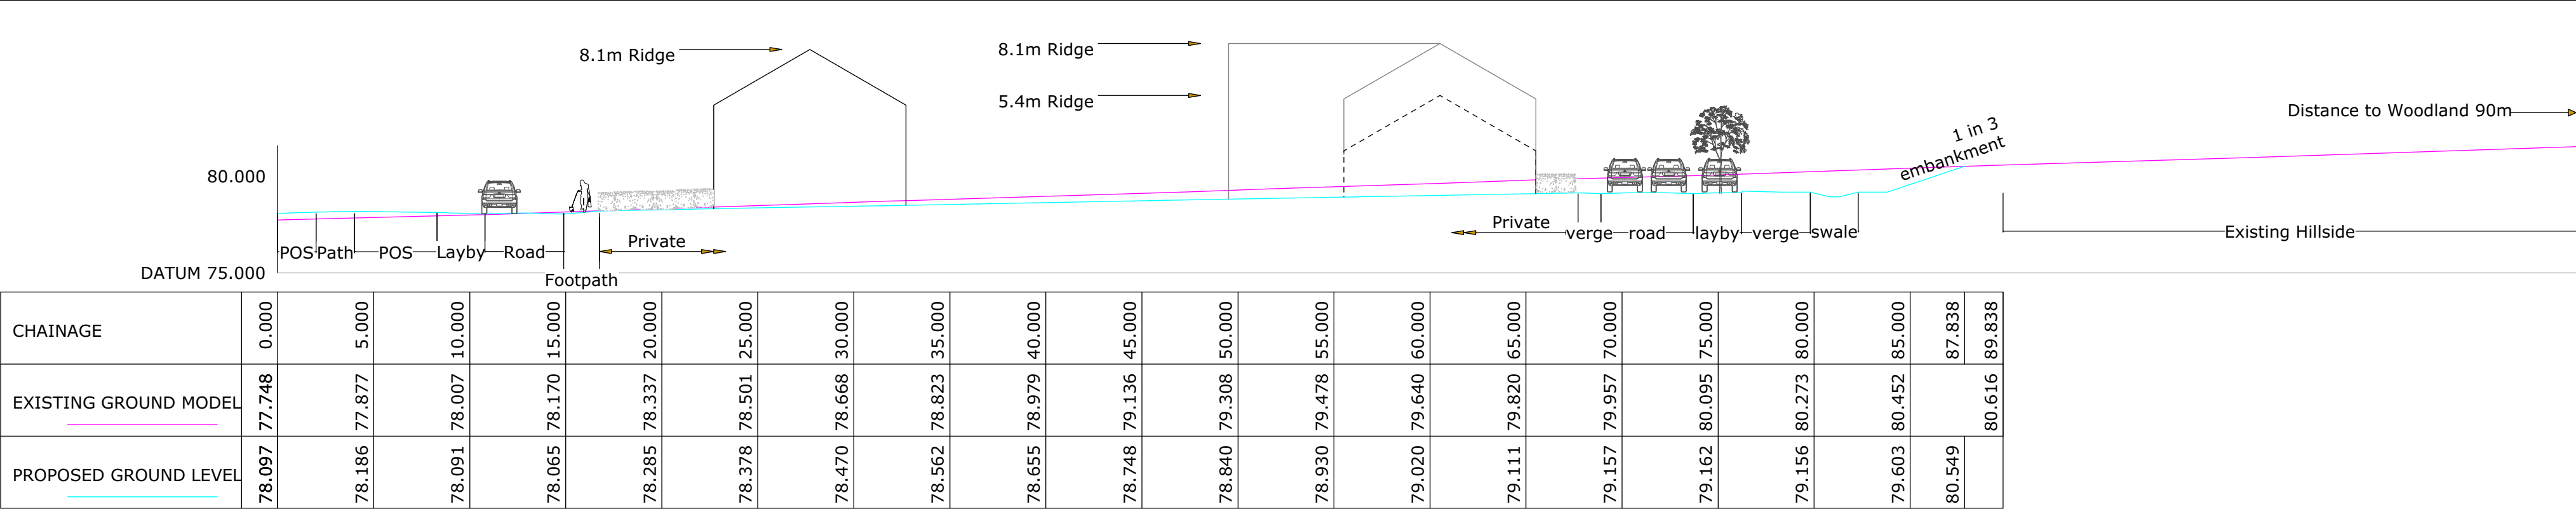 8.1m Ridge
8.1m Ridge
5.4m Ridge
Distance to Woodland 90m
1 in 3
embankment
80.000
POS Path POS Layby Road Private
Footpath
Private
verge road layby verge swale
Existing Hillside
DATUM 75.000
CHAINAGE 0.000 5.000 10.000 15.000 20.000 25.000 30.000 35.000 40.000 45.000 50.000 55.000 60.000 65.000 70.000 75.000 80.000 85.000 87.838 89.838
EXISTING GROUND MODEL 77.748 77.877 78.007 78.170 78.337 78.501 78.668 78.823 78.979 79.136 79.308 79.478 79.640 79.820 79.957 80.095 80.273 80.452 80.616
PROPOSED GROUND LEVEL 78.097 78.186 78.091 78.065 78.285 78.378 78.470 78.562 78.655 78.748 78.840 78.930 79.020 79.111 79.157 79.162 79.156 79.603 80.549